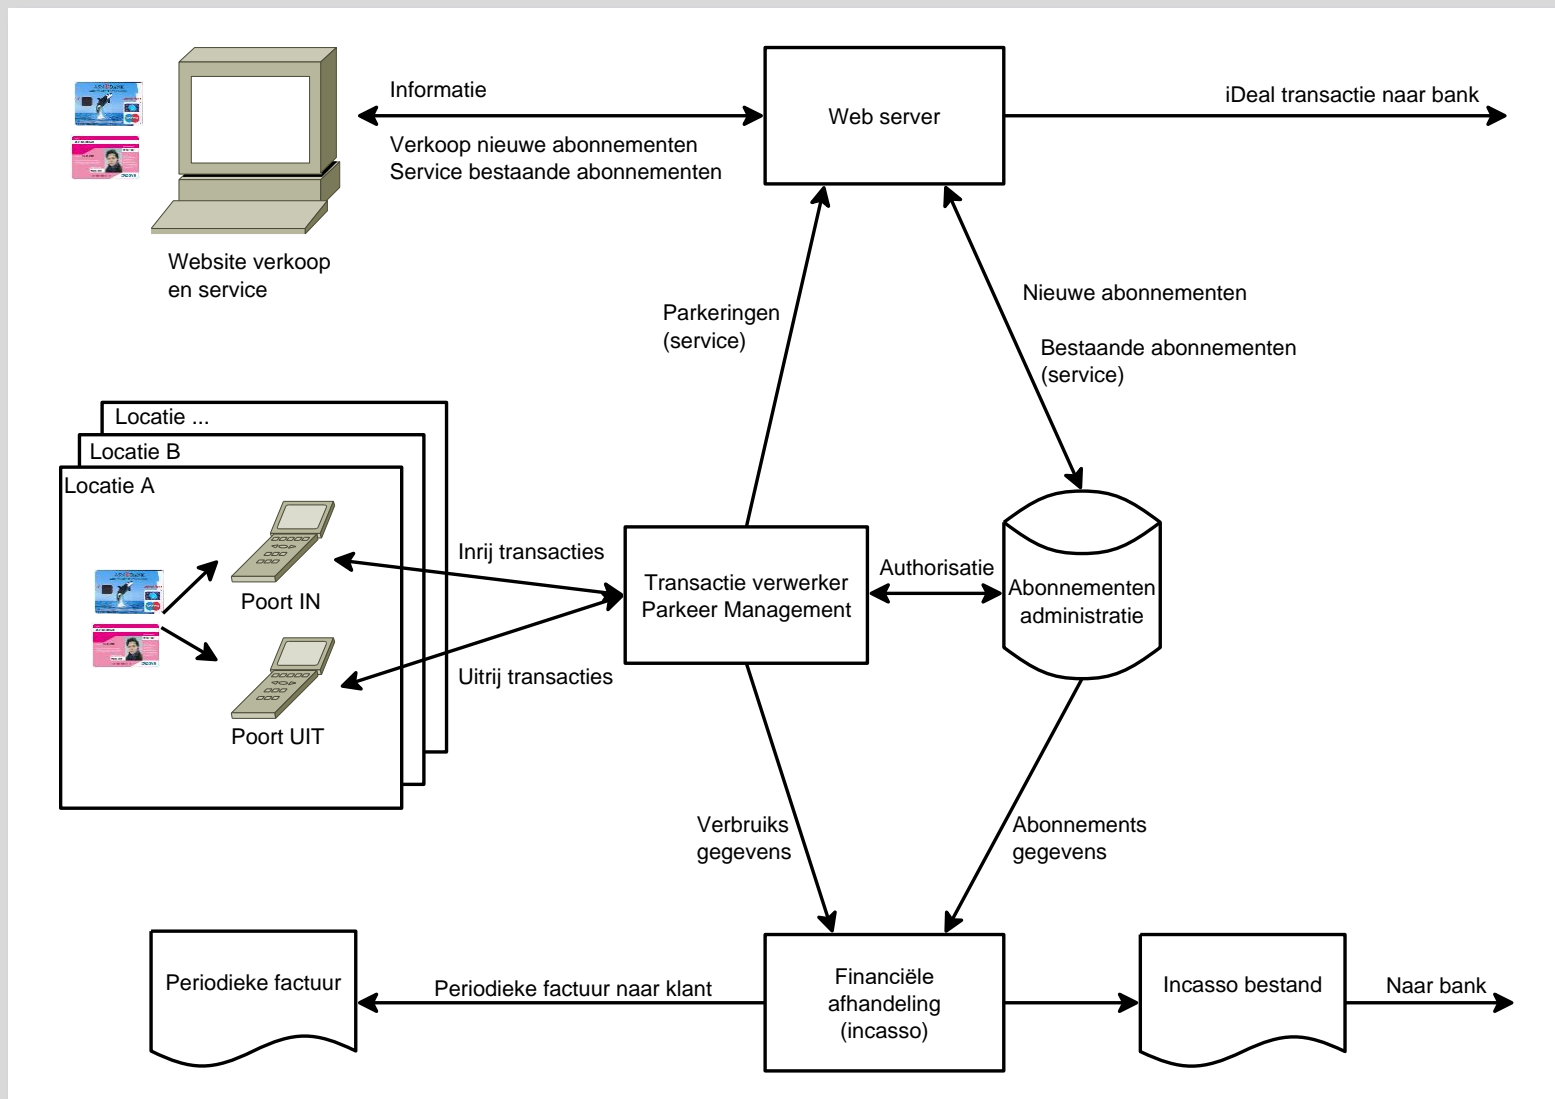 Informatie
Verkoop nieuwe abonnementen
Service bestaande abonnementen
Web server
iDeal transactie naar bank
Website verkoop
en service
Parkeringen
(service)
Nieuwe abonnementen
Bestaande abonnementen
(service)
Locatie ...
Locatie B
Locatie A
Poort IN
Poort UIT
Inrij transacties
Uitrij transacties
Transactie verwerker
Parkeer Management
Authorisatie
Abonnementen
administratie
Verbruiks
gegevens
Abonnements
gegevens
Periodieke factuur
Periodieke factuur naar klant
Financiële
afhandeling
(incasso)
Incasso bestand
Naar bank